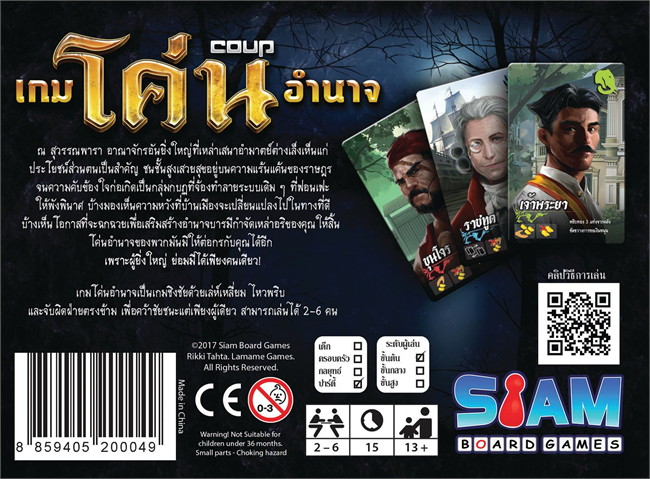 coup
เกมโค่นอำนาจ
ณ สุวรรณพารา อาณาจักรอันยิ่งใหญ่ที่เหล่าเสนาอำมาตย์ต่างเล็งเห็นแก่
ประโยชน์ส่วนตนเป็นสำคัญ ชนชั้นสูงเสวยสุขอยู่บนความแร้นแค้นของราษฎร
จนความคับข้องใจก่อเกิดเป็นกลุ่มกบฏที่จ้องทำลายระบบเดิม ๆ ที่ฟอนเฟะ
ให้พังพินาศ บ้างมองเห็นความหวังที่บ้านเมืองจะเปลี่ยนแปลงไปในทางที่ดี
บ้างเห็นโอกาสที่จะฉกฉวยเพื่อเสริมสร้างอำนาจบารมีกำจัดเหล่าอริของคุณ ให้สิ้น
โค่นอำนาจของพวกมันมิให้ต่อกรกับคุณได้อีก
เพราะผู้ยิ่งใหญ่ ย่อมมีได้เพียงคนเดียว!
เกมโค่นอำนาจเป็นเกมชิงชัยด้วยเล่ห์เหลี่ยม ไหวพริบ
และจับผิดฝ่ายตรงข้าม เพื่อคว้าชัยชนะแต่เพียงผู้เดียว สามารถเล่นได้ 2-6 คน
ขุนโจร
ราชทูต
เจ้าพระยา
คลิปวิธีการเล่น
8 859405 200049
Made in China
©2017 Siam Board Games
Rikki Tahta. Lamame Games.
All Rights Reserved.
CE
0-3
Warning! Not Suitable for
children under 36 months.
Small parts - Choking hazard
เด็ก
ครอบครัว
กลยุทธ์
ปาร์ตี้
ระดับผู้เล่น
ขั้นต้น
ขั้นกลาง
ขั้นสูง
2-6
15
13+
SIAM
BOARD GAMES